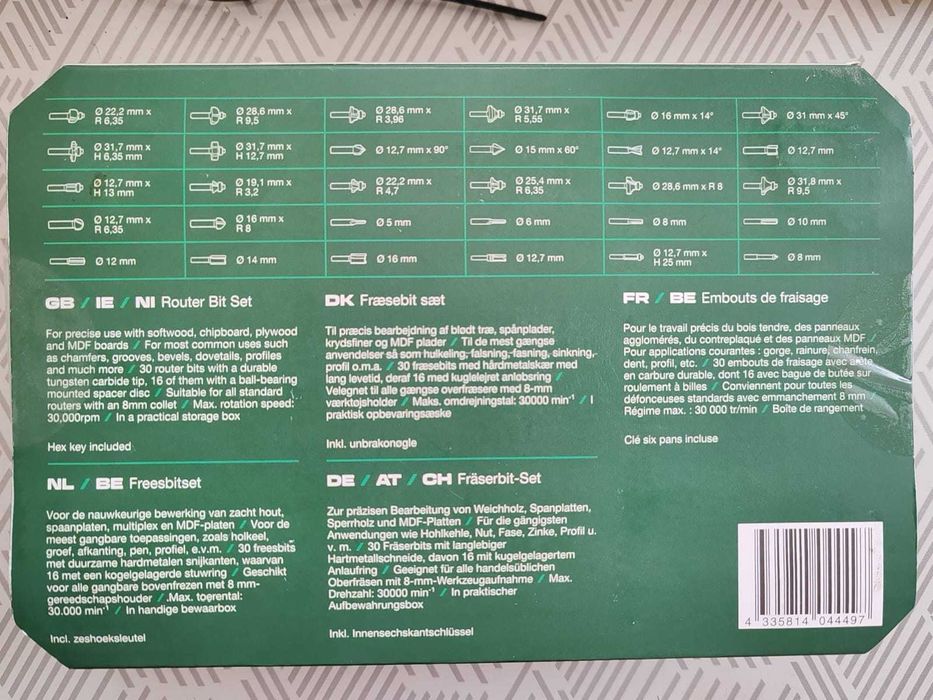 Ø 22,2 mm x
R 6,35
Ø 28,6 mm x
R 9,5
Ø 28,6 mm x
R 3,96
Ø 31,7 mm x
R 5,55
Ø 16 mm x 14°
Ø 31 mm x 45°
Ø 31,7 mm x
H 6,35 mm
Ø 31,7 mm x
H 12,7 mm
Ø 12,7 mm x 90°
Ø 15 mm x 60°
Ø 12,7 mm x 14°
Ø 12,7 mm
Ø 12,7 mm x
H 13 mm
Ø 19,1 mm x
R 3,2
Ø 22,2 mm x
R 4,7
Ø 25,4 mm x
R 6,35
Ø 28,6 mm x R 8
Ø 31,8 mm x
R 9,5
Ø 12,7 mm x
R 6,35
Ø 16 mm x
R 8
Ø 5 mm
Ø 6 mm
Ø 8 mm
Ø 10 mm
Ø 12 mm
Ø 14 mm
Ø 16 mm
Ø 12,7 mm
Ø 12,7 mm x
H 25 mm
Ø 8 mm
GB / IE / NI Router Bit Set
For precise use with softwood, chipboard, plywood
and MDF boards / For most common uses such
as chamfers, grooves, bevels, dovetails, profiles
and much more / 30 router bits with a durable
tungsten carbide tip, 16 of them with a ball-bearing
mounted spacer disc / Suitable for all standard
routers with an 8mm collet / Max. rotation speed:
30,000rpm / In a practical storage box
Hex key included
DK Fræsebit sæt
Til præcis bearbejdning af blødt træ, spånplader,
krydsfiner og MDF plader / Til de mest gængse
anvendelser så som hulkeling, falsning, fasning, sinkning,
profil o.m.a. / 30 fræsebits med hårdmetalskær med
lang levetid, deraf 16 med kuglelejret anløbsring /
Velegnet til alle gængse overfræsere med 8-mm
værktøjsholder / Maks. omdrejningstal: 30000 min⁻¹ / I
praktisk opbevaringsæske
Inkl. unbrakonøgle
FR / BE Embouts de fraisage
Pour le travail précis du bois tendre, des panneaux
agglomérés, du contreplaqué et des panneaux MDF /
Pour applications courantes : gorge, rainure, chanfrein,
dent, profil, etc. / 30 embouts de fraisage avec arête
en carbure durable, dont 16 avec bague de butée sur
roulement à billes / Conviennent pour toutes les
défonceuses standards avec emmanchement 8 mm /
Régime max. : 30 000 tr/min / Boîte de rangement
Clé six pans incluse
NL / BE Freesbitset
Voor de nauwkeurige bewerking van zacht hout,
spaanplaten, multiplex en MDF-platen / Voor de
meest gangbare toepassingen, zoals holkeel,
groef, afkanting, pen, profiel, e.v.m. / 30 freesbits
met duurzame hardmetalen snijkanten, waarvan
16 met een kogelgelagerde stuwring / Geschikt
voor alle gangbare bovenfrezen met 8 mm-
gereedschapshouder / .Max. toerental:
30.000 min⁻¹ / In handige bewaarbox
Incl. zeshoeksleutel
DE / AT / CH Fräserbit-Set
Zur präzisen Bearbeitung von Weichholz, Spanplatten,
Sperrholz und MDF-Platten / Für die gängigsten
Anwendungen wie Hohlkehle, Nut, Fase, Zinke, Profil u.
v. m. / 30 Fräserbits mit langlebiger
Hartmetallschneide, davon 16 mit kugelgelagertem
Anlaufring / Geeignet für alle handelsüblichen
Oberfräsen mit 8-mm-Werkzeugaufnahme / Max.
Drehzahl: 30000 min⁻¹ / In praktischer
Aufbewahrungsbox
Inkl. Innensechskantschlüssel
4 335814 044497